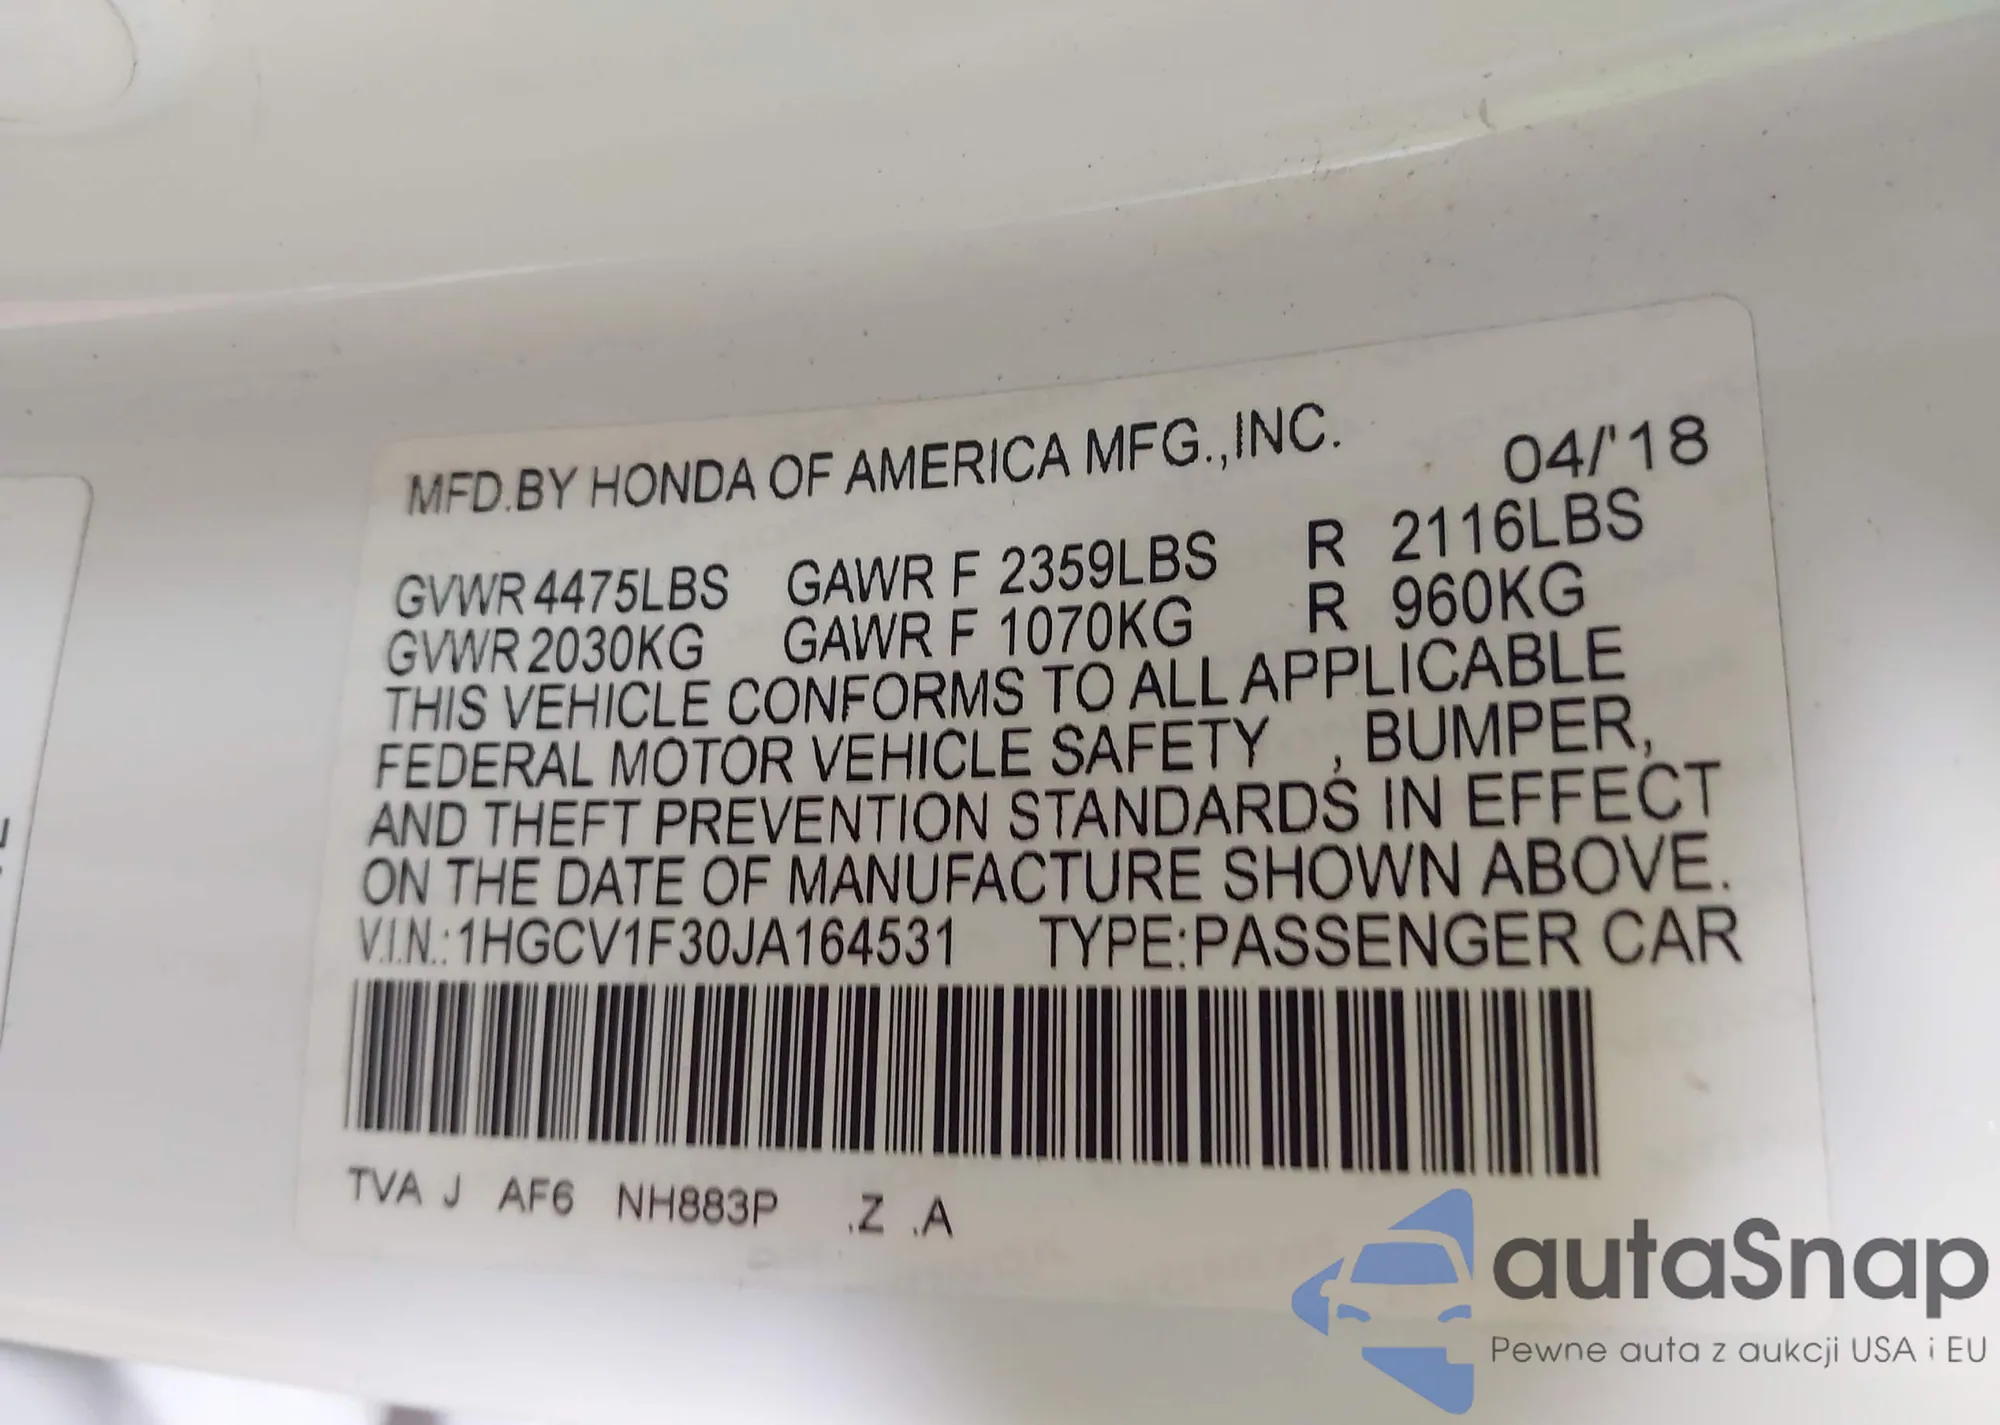 MFD.BY HONDA OF AMERICA MFG.,INC. 04/'18
GVWR 4475LBS GAWR F 2359LBS R 2116LBS
GVWR 2030KG GAWR F 1070KG R 960KG
THIS VEHICLE CONFORMS TO ALL APPLICABLE
FEDERAL MOTOR VEHICLE SAFETY , BUMPER,
AND THEFT PREVENTION STANDARDS IN EFFECT
ON THE DATE OF MANUFACTURE SHOWN ABOVE.
V.I.N.:1HGCV1F30JA164531 TYPE:PASSENGER CAR
TVA J AF6 NH883P .Z .A
autaSnap
Pewne auta z aukcji USA i EU